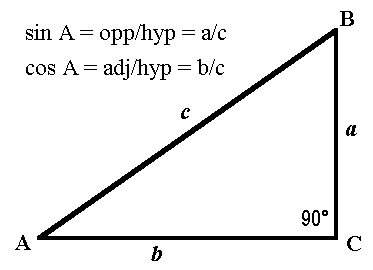 B
sin A = opp/hyp = a/c
cos A = adj/hyp = b/c
c
a
90°
A
b
C